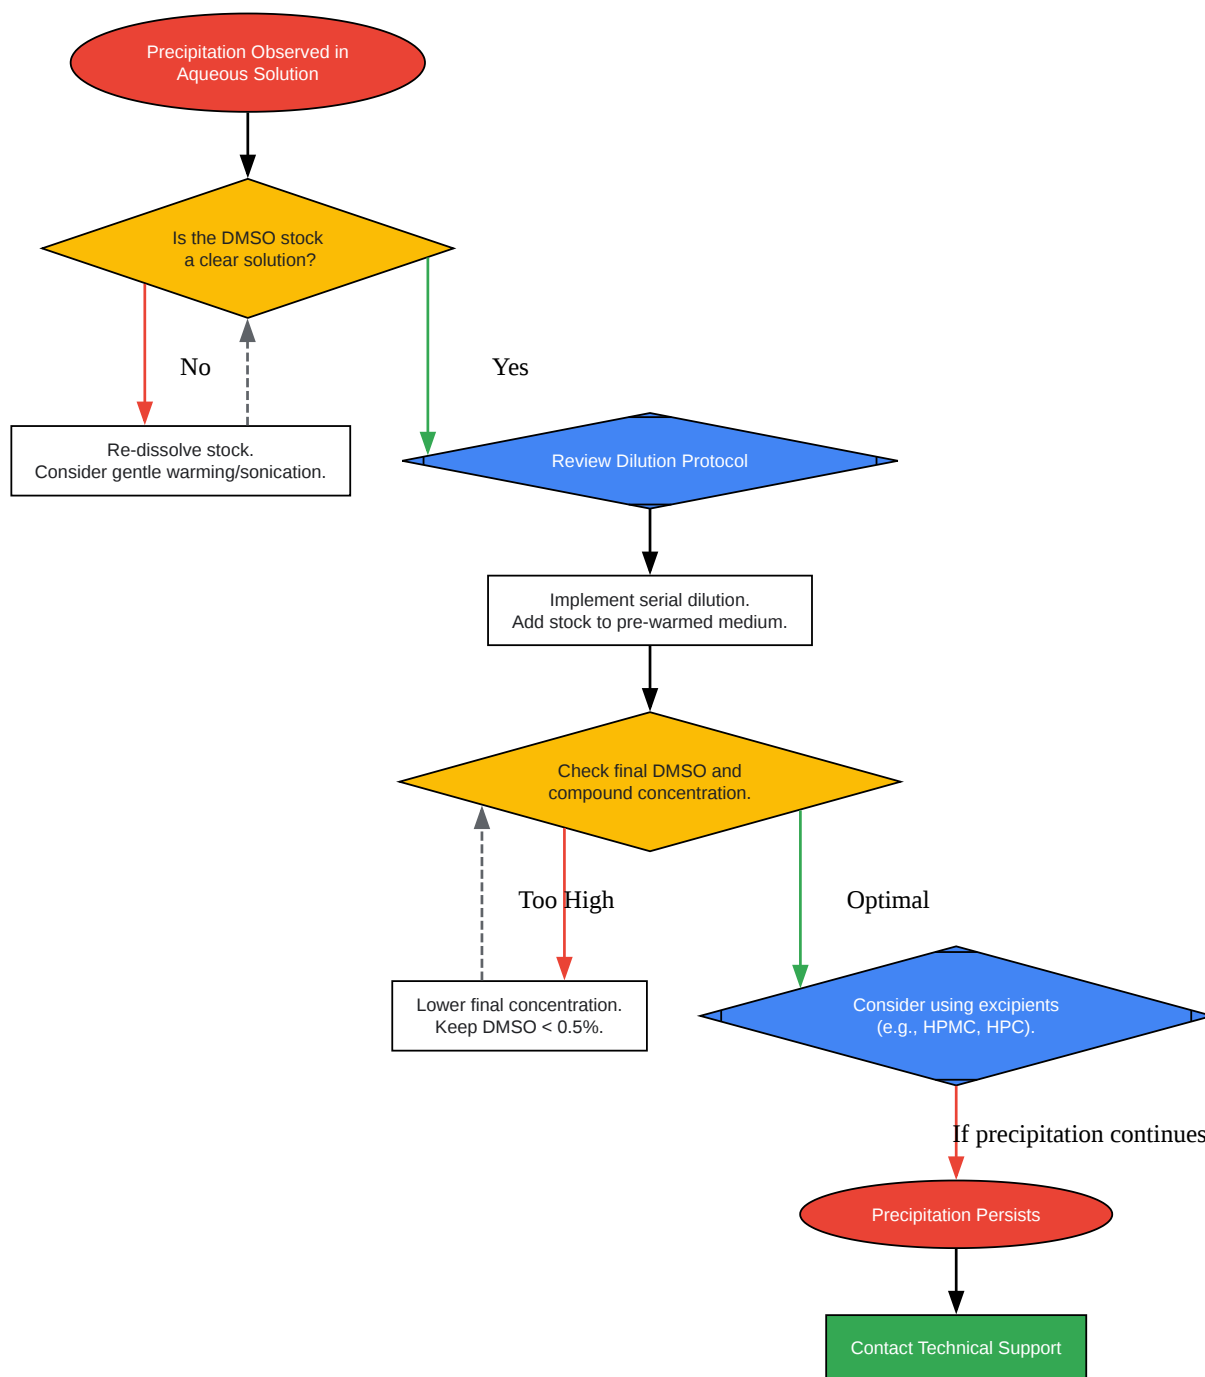 Precipitation Observed in
Aqueous Solution
Is the DMSO stock
a clear solution?
No
Yes
Re-dissolve stock.
Consider gentle warming/sonication.
Review Dilution Protocol
Implement serial dilution.
Add stock to pre-warmed medium.
Check final DMSO and
compound concentration.
Too High
Optimal
Lower final concentration.
Keep DMSO < 0.5%.
Consider using excipients
(e.g., HPMC, HPC).
If precipitation continues
Precipitation Persists
Contact Technical Support